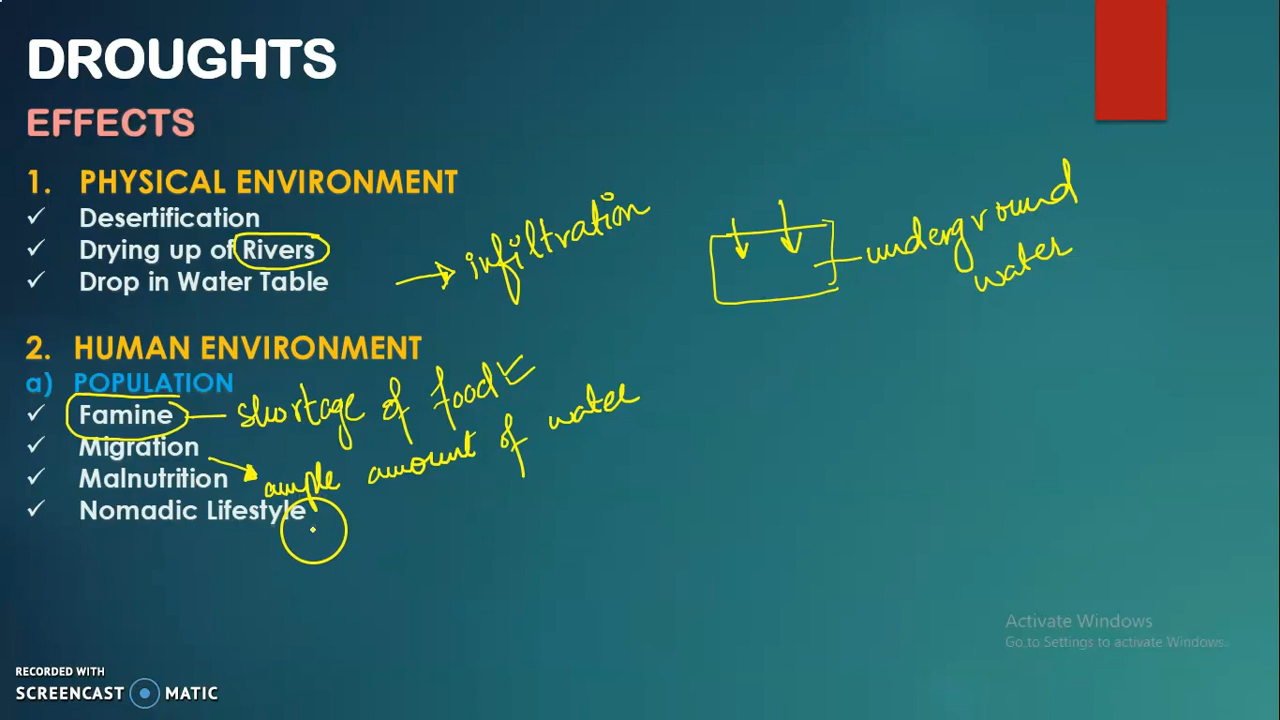 DROUGHTS
EFFECTS
1. PHYSICAL ENVIRONMENT
✓ Desertification
✓ Drying up of Rivers
✓ Drop in Water Table
infiltration
underground
water
2. HUMAN ENVIRONMENT
a) POPULATION
✓ Famine
shortage of food
✓ Migration
ample amount of water
✓ Malnutrition
✓ Nomadic Lifestyle
Activate Windows
Go to Settings to activate Windows.
RECORDED WITH
SCREENCAST MATIC